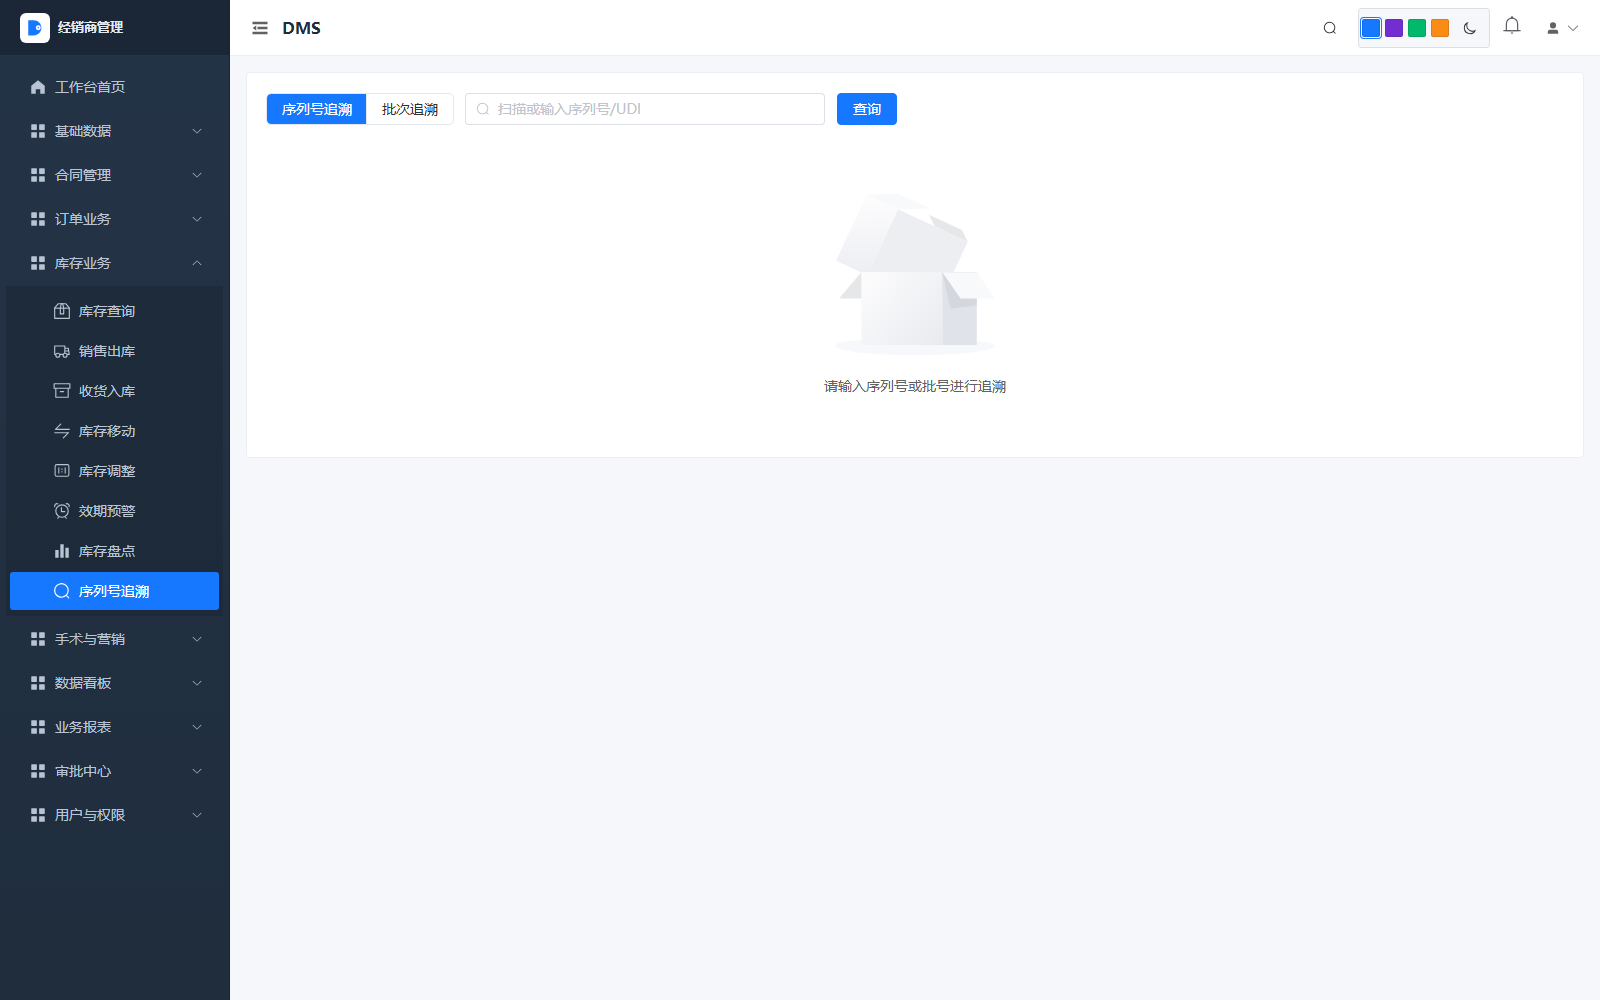 经销商管理
DMS
工作台首页
基础数据
合同管理
订单业务
库存业务
库存查询
销售出库
收货入库
库存移动
库存调整
效期预警
库存盘点
序列号追溯
手术与营销
数据看板
业务报表
审批中心
用户与权限
序列号追溯 批次追溯 扫描或输入序列号/UDI 查询
请输入序列号或批号进行追溯